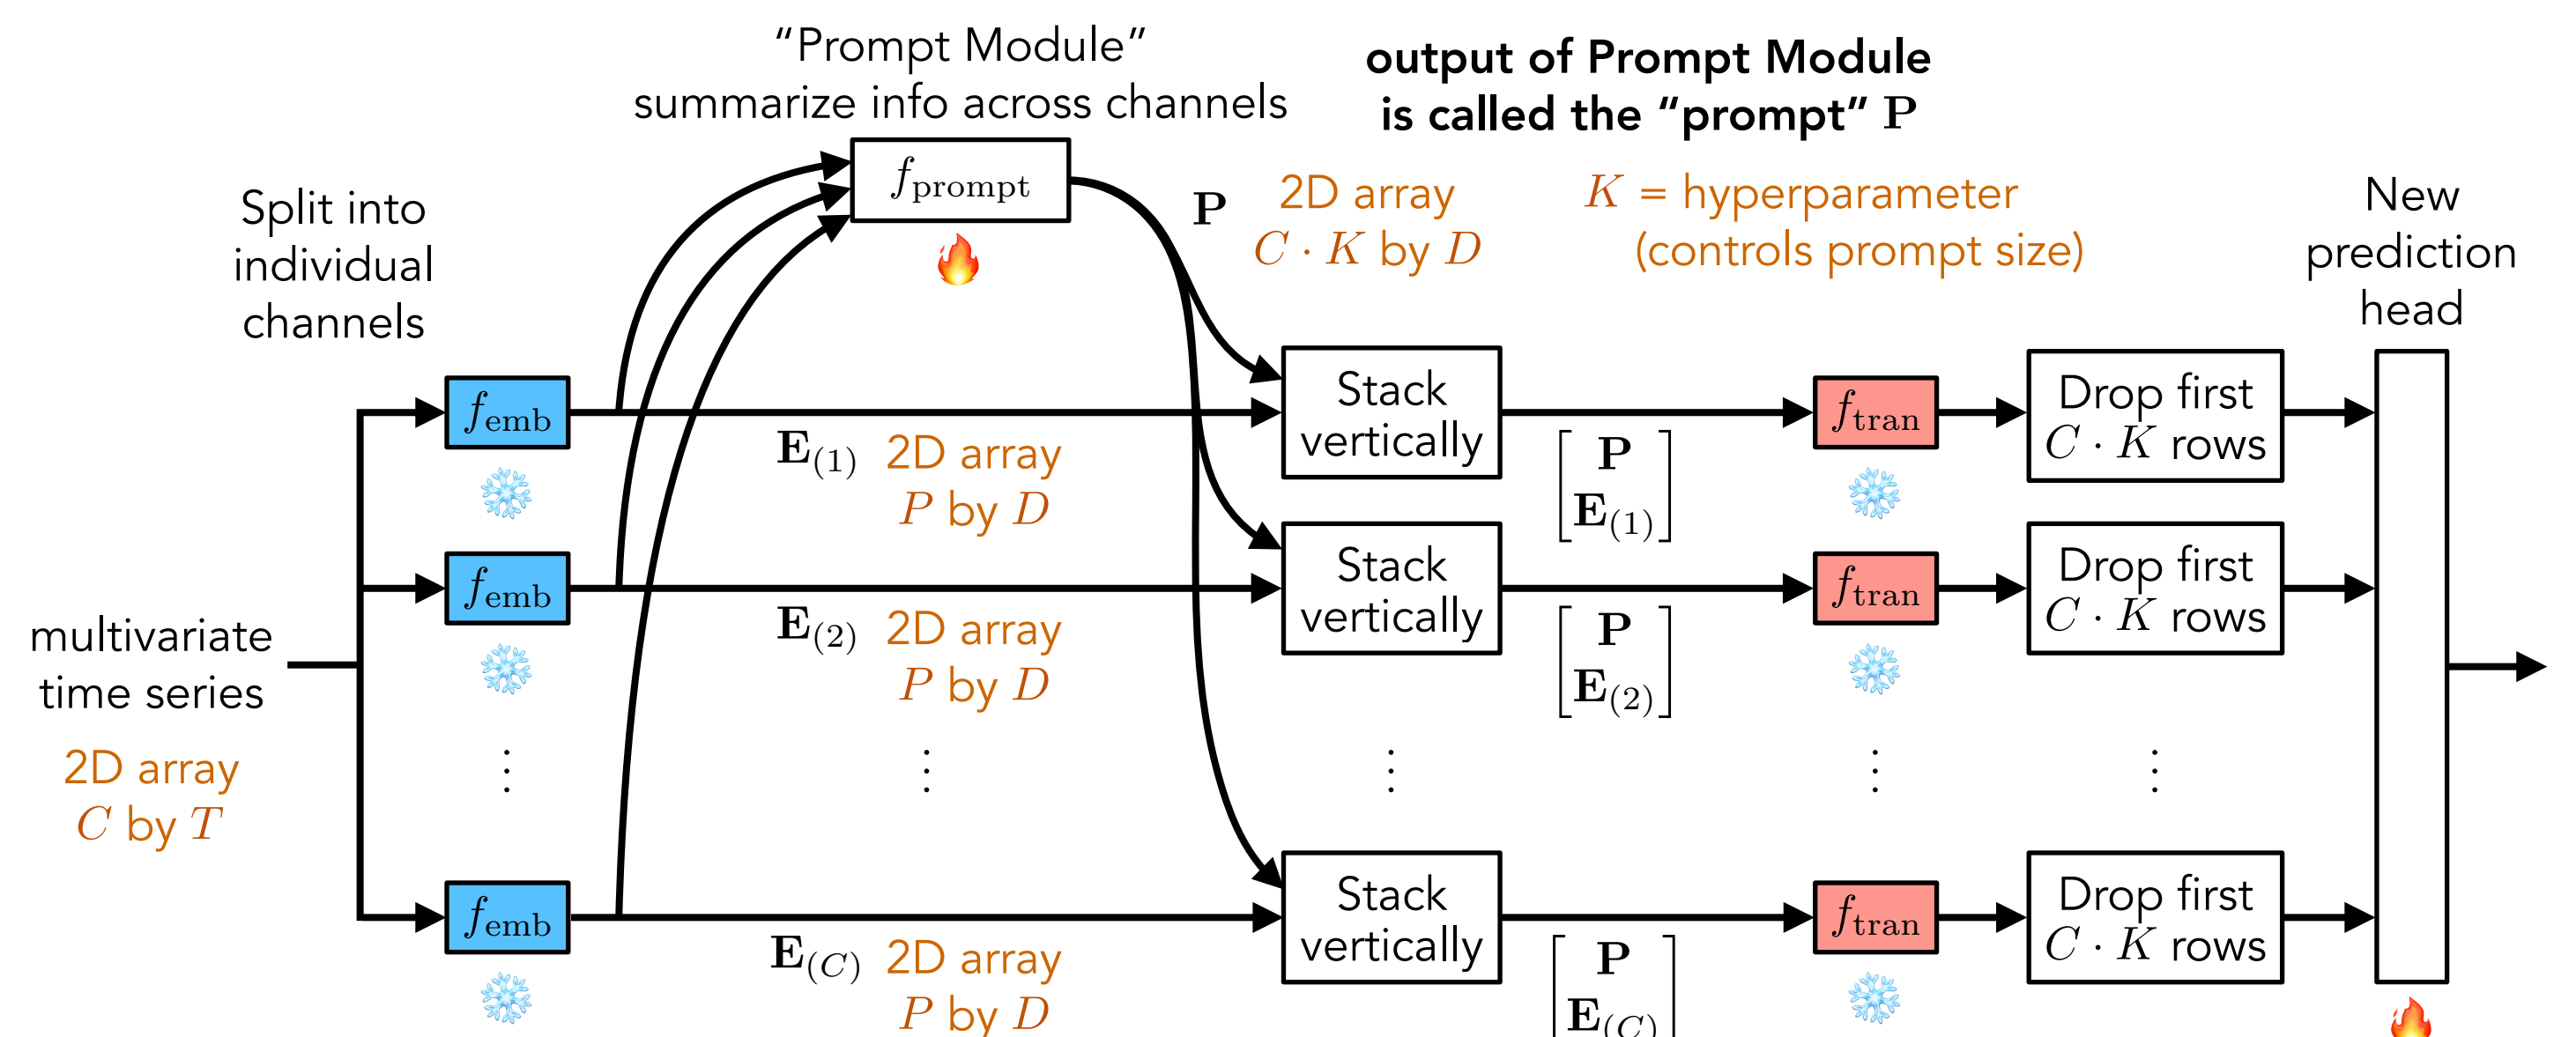 “Prompt Module”
summarize info across channels
output of Prompt Module
is called the “prompt” P
f_prompt
P
2D array
C · K by D
K = hyperparameter
(controls prompt size)
Split into
individual
channels
New
prediction
head
multivariate
time series
2D array
C by T
f_emb
E_(1) 2D array
P by D
Stack
vertically
[P
E_(1)]
f_tran
Drop first
C · K rows
f_emb
E_(2) 2D array
P by D
Stack
vertically
[P
E_(2)]
f_tran
Drop first
C · K rows
⋮ ⋮ ⋮ ⋮ ⋮
f_emb
E_(C) 2D array
P by D
Stack
vertically
[P
E_(C)]
f_tran
Drop first
C · K rows